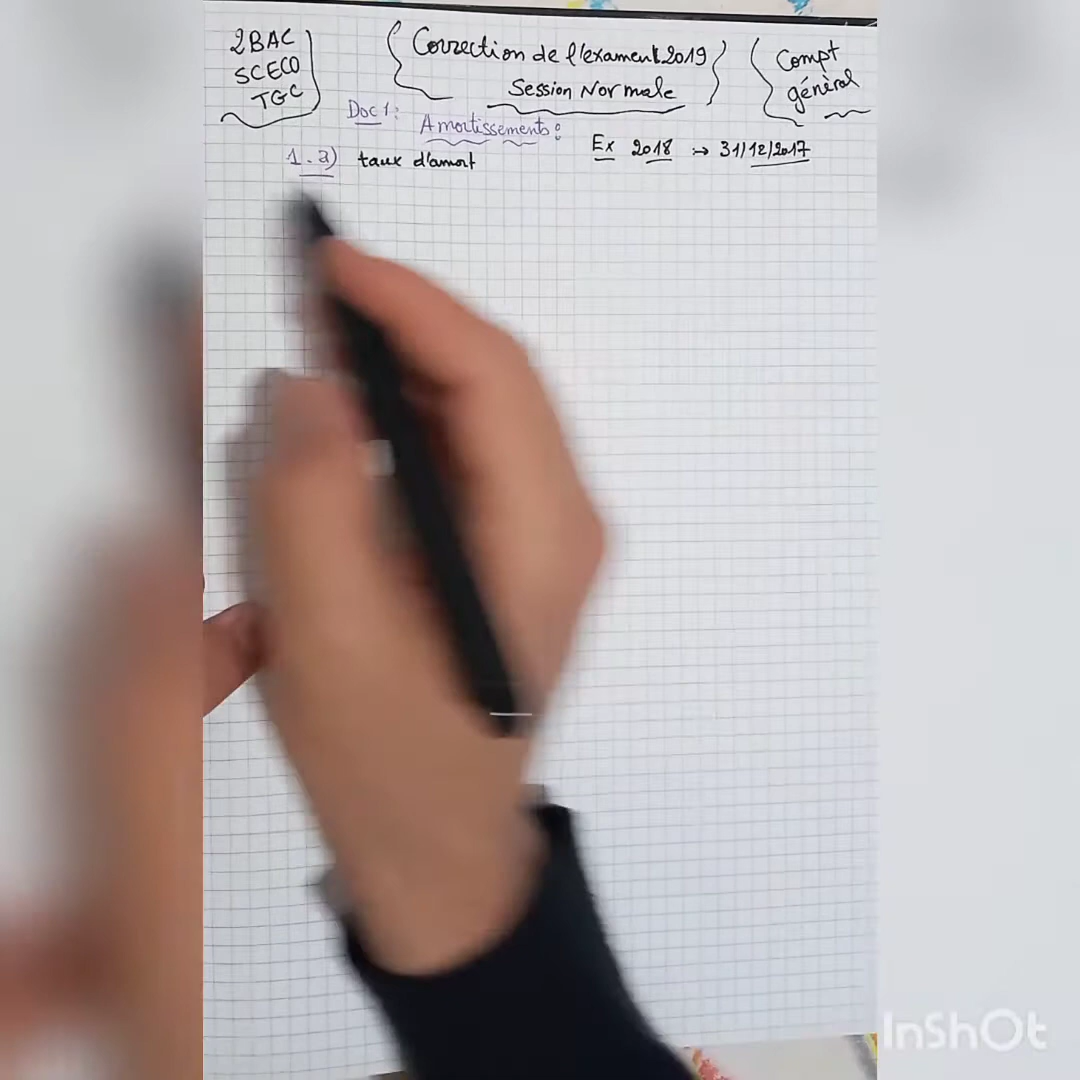 2BAC
SCECO
TGC
Correction de l'examen 2019
Session Normale
Compt
général
Doc 1:
Amortissements:
Ex 2018 → 31/12/2017
1.a) taux d'amort
InShOt